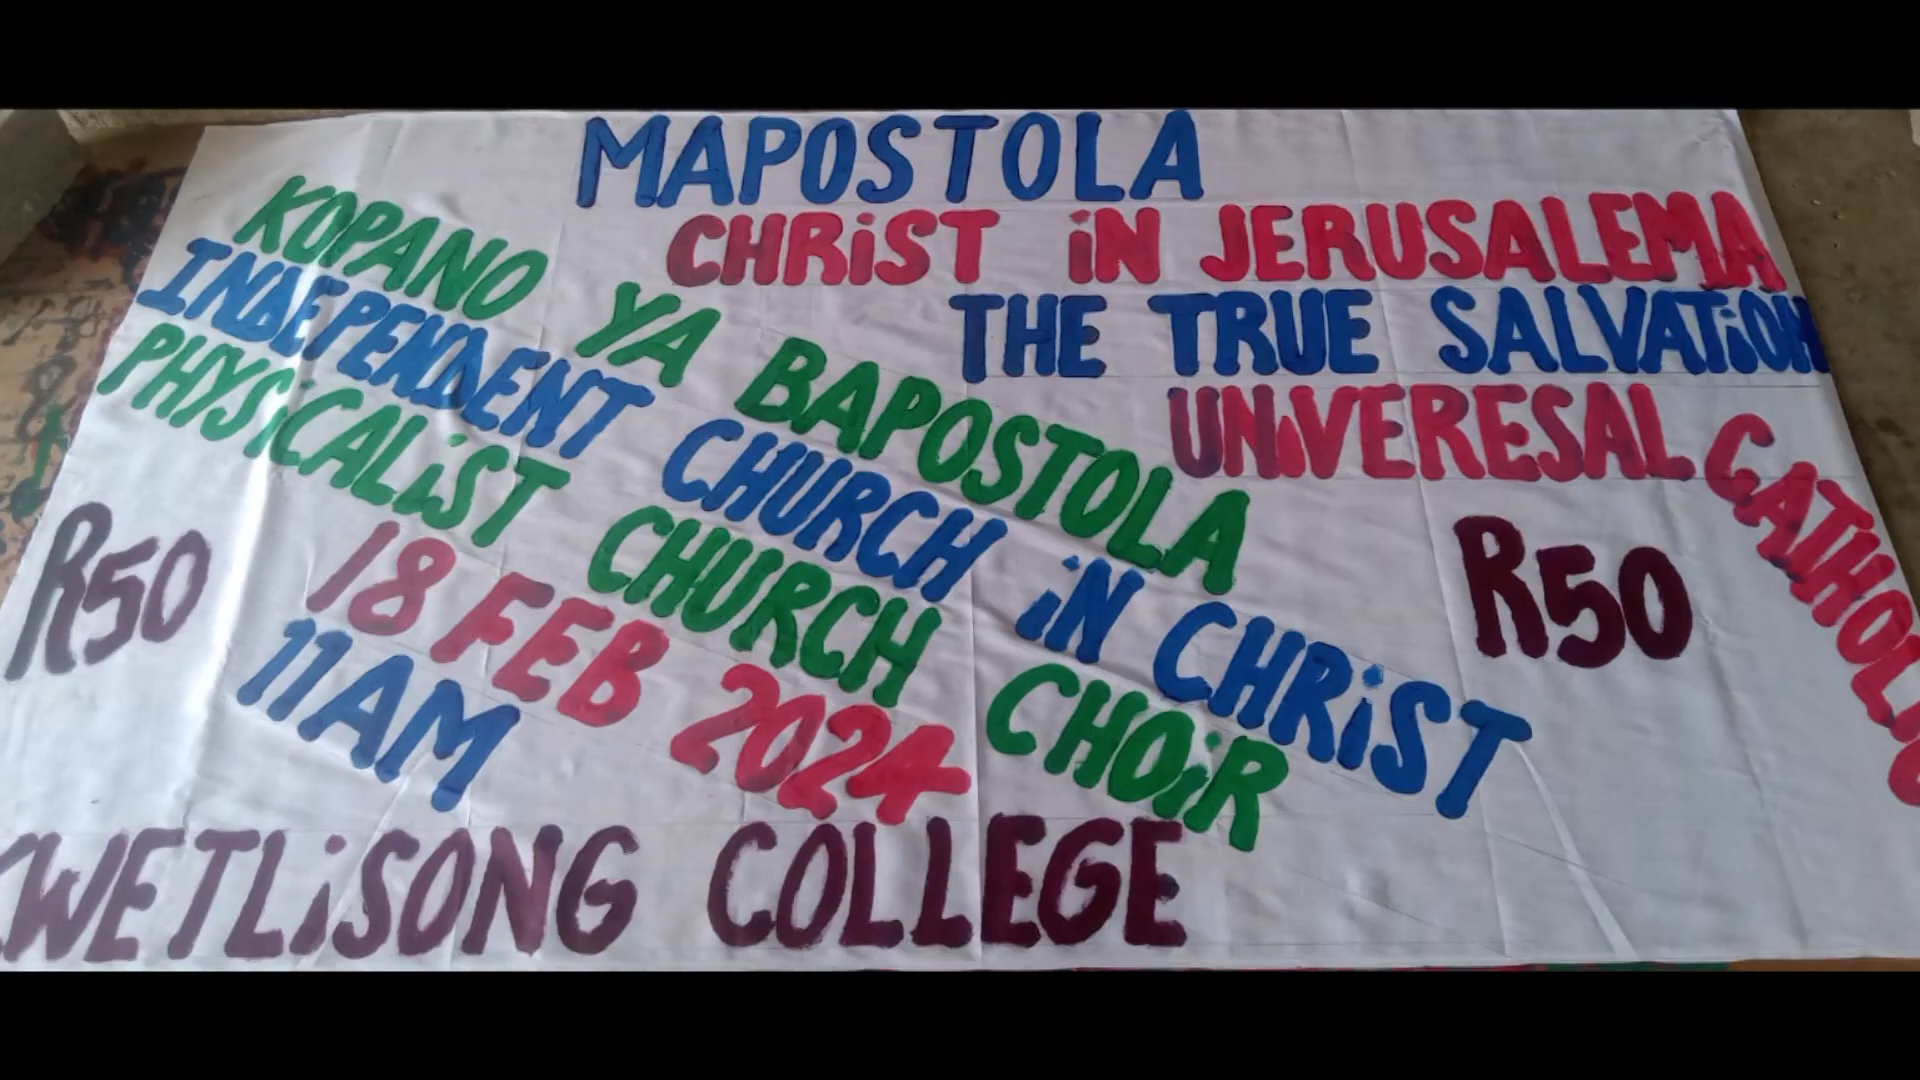 MAPOSTOLA
CHRiST iN JERUSALEMA
THE TRUE SALVATiON
UNiVERESAL CATHOLIC
KOPANO YA BAPOSTOLA
INDEPENDENT CHURCH iN CHRiST
PHYSiCALiST CHURCH CHOiR
R50
18 FEB 2024
11AM
R50
KWETLiSONG COLLEGE